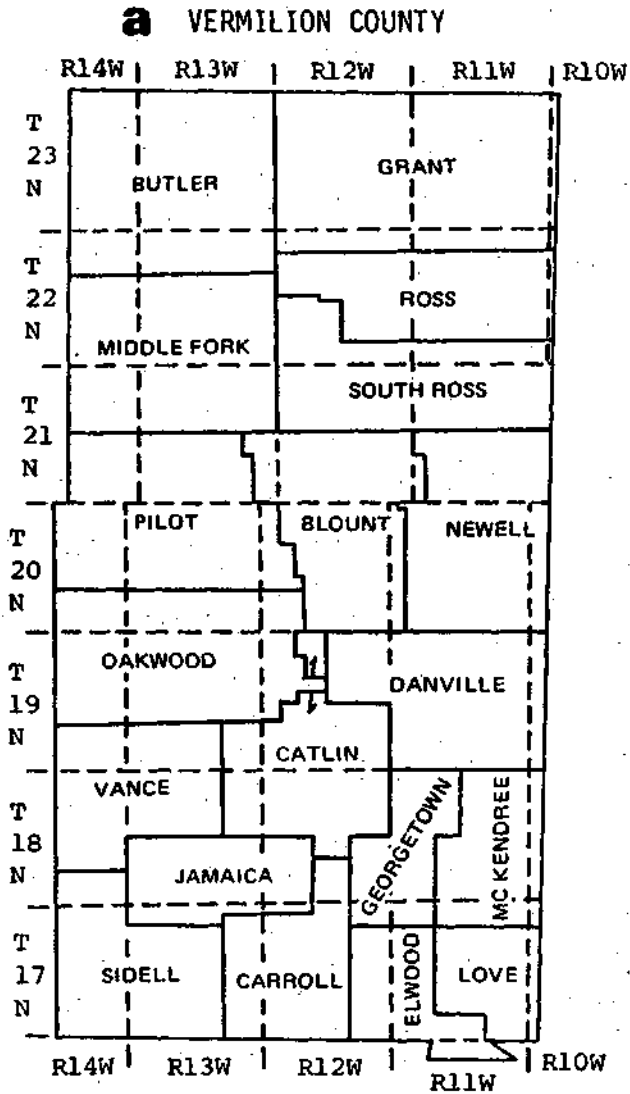 a VERMILION COUNTY
R14W R13W R12W R11W R10W
T
23
N
GRANT
BUTLER
T
22
N
ROSS
MIDDLE FORK
SOUTH ROSS
T
21
N
PILOT BLOUNT NEWELL
T
20
N
OAKWOOD
DANVILLE
T
19
N
CATLIN
VANCE
GEORGETOWN
MC KENDREE
T
18
N
JAMAICA
T
17
N
SIDELL CARROLL ELWOOD LOVE
R14W R13W R12W R11W R10W